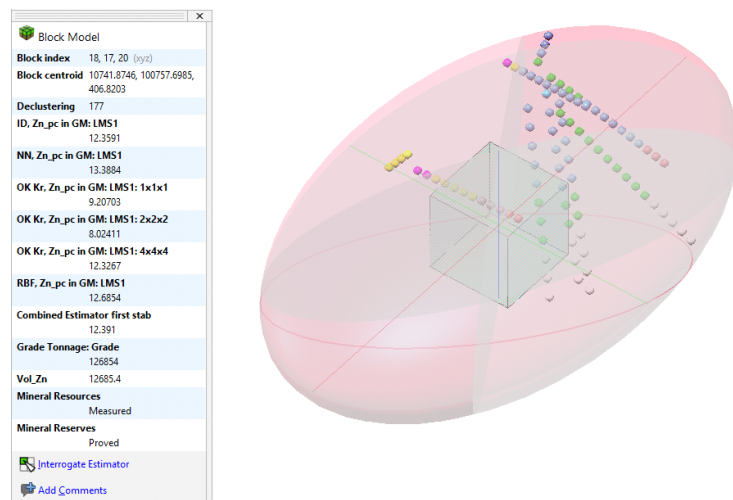 Block Model
Block index 18, 17, 20 (xyz)
Block centroid 10741.8746, 100757.6985,
406.8203
Declustering 177
ID, Zn_pc in GM: LMS1
12.3591
NN, Zn_pc in GM: LMS1
13.3884
OK Kr, Zn_pc in GM: LMS1: 1x1x1
9.20703
OK Kr, Zn_pc in GM: LMS1: 2x2x2
8.02411
OK Kr, Zn_pc in GM: LMS1: 4x4x4
12.3267
RBF, Zn_pc in GM: LMS1
12.6854
Combined Estimator first stab
12.391
Grade Tonnage: Grade
126854
Vol_Zn 12685.4
Mineral Resources
Measured
Mineral Reserves
Proved
Interrogate Estimator
Add Comments